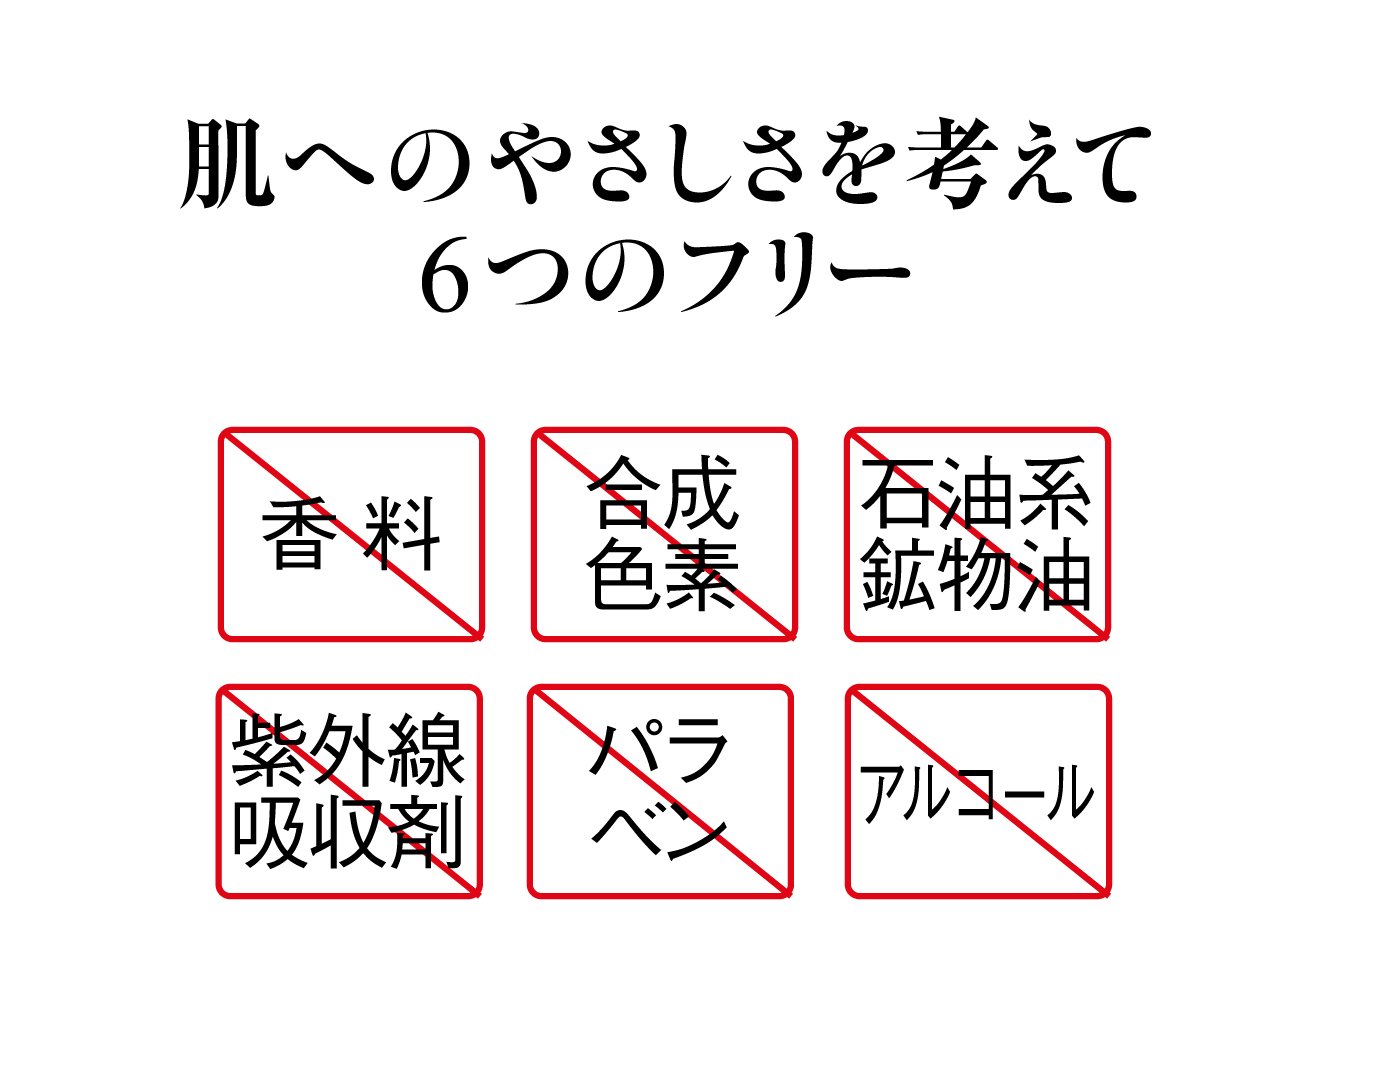 肌へのやさしさを考えて
6つのフリー
香料
合成
色素
石油系
鉱物油
紫外線
吸収剤
パラ
ベン
アルコール